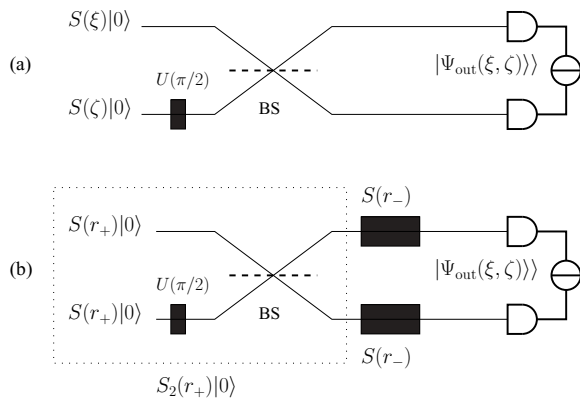 S(ξ)|0⟩
(a)
U(π/2)
|Ψout(ξ, ζ)⟩⟩
S(ζ)|0⟩
BS
S(r−)
S(r+)|0⟩
(b)
U(π/2)
|Ψout(ξ, ζ)⟩⟩
S(r+)|0⟩
BS
S(r−)
S2(r+)|0⟩